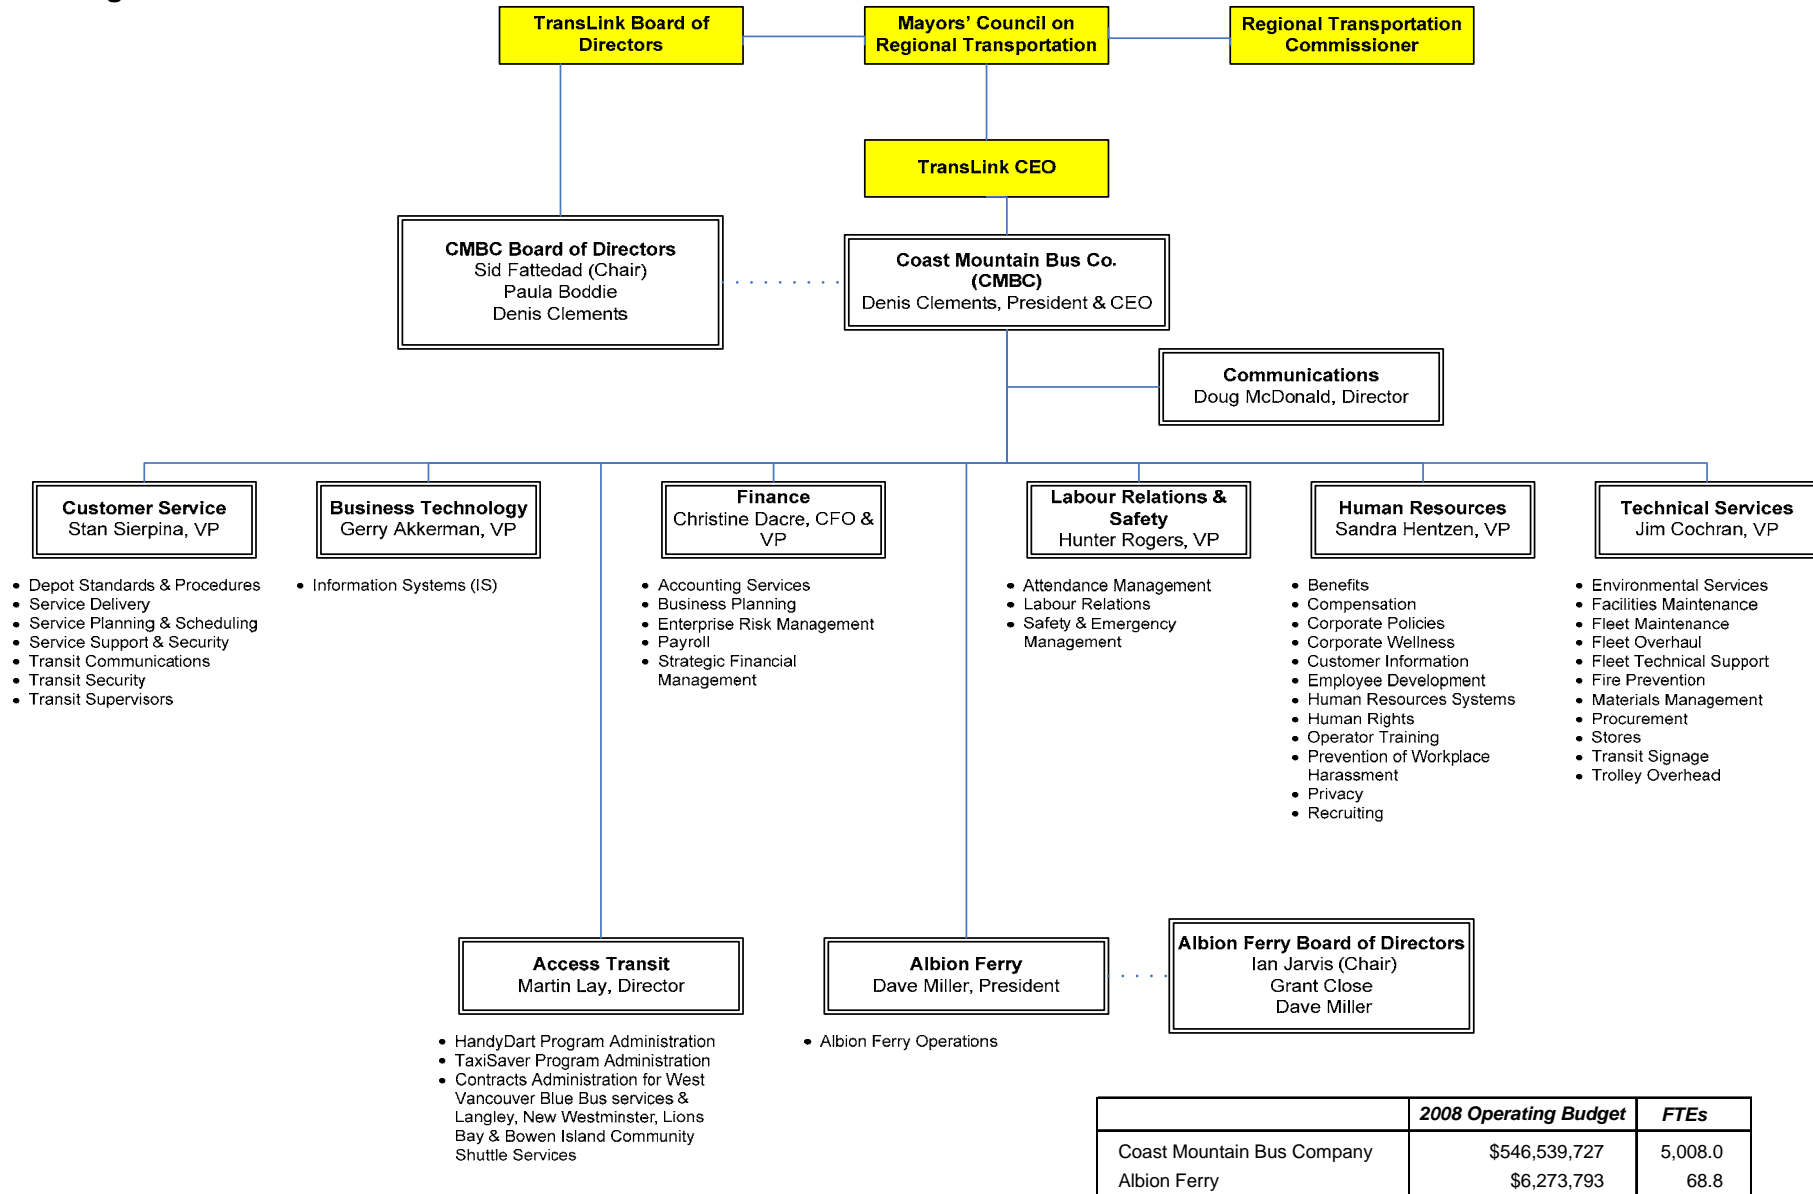 TransLink Board of
Directors
Mayors' Council on
Regional Transportation
Regional Transportation
Commissioner
TransLink CEO
CMBC Board of Directors
Sid Fattedad (Chair)
Paula Boddie
Denis Clements
Coast Mountain Bus Co.
(CMBC)
Denis Clements, President & CEO
Communications
Doug McDonald, Director
Customer Service
Stan Sierpina, VP
• Depot Standards & Procedures
• Service Delivery
• Service Planning & Scheduling
• Service Support & Security
• Transit Communications
• Transit Security
• Transit Supervisors
Business Technology
Gerry Akkerman, VP
• Information Systems (IS)
Finance
Christine Dacre, CFO &
VP
• Accounting Services
• Business Planning
• Enterprise Risk Management
• Payroll
• Strategic Financial
Management
Labour Relations &
Safety
Hunter Rogers, VP
• Attendance Management
• Labour Relations
• Safety & Emergency
Management
Human Resources
Sandra Hentzen, VP
• Benefits
• Compensation
• Corporate Policies
• Corporate Wellness
• Customer Information
• Employee Development
• Human Resources Systems
• Human Rights
• Operator Training
• Prevention of Workplace
Harassment
• Privacy
• Recruiting
Technical Services
Jim Cochran, VP
• Environmental Services
• Facilities Maintenance
• Fleet Maintenance
• Fleet Overhaul
• Fleet Technical Support
• Fire Prevention
• Materials Management
• Procurement
• Stores
• Transit Signage
• Trolley Overhead
Access Transit
Martin Lay, Director
• HandyDart Program Administration
• TaxiSaver Program Administration
• Contracts Administration for West
Vancouver Blue Bus services &
Langley, New Westminster, Lions
Bay & Bowen Island Community
Shuttle Services
Albion Ferry
Dave Miller, President
• Albion Ferry Operations
Albion Ferry Board of Directors
Ian Jarvis (Chair)
Grant Close
Dave Miller
2008 Operating Budget FTEs
Coast Mountain Bus Company $546,539,727 5,008.0
Albion Ferry $6,273,793 68.8